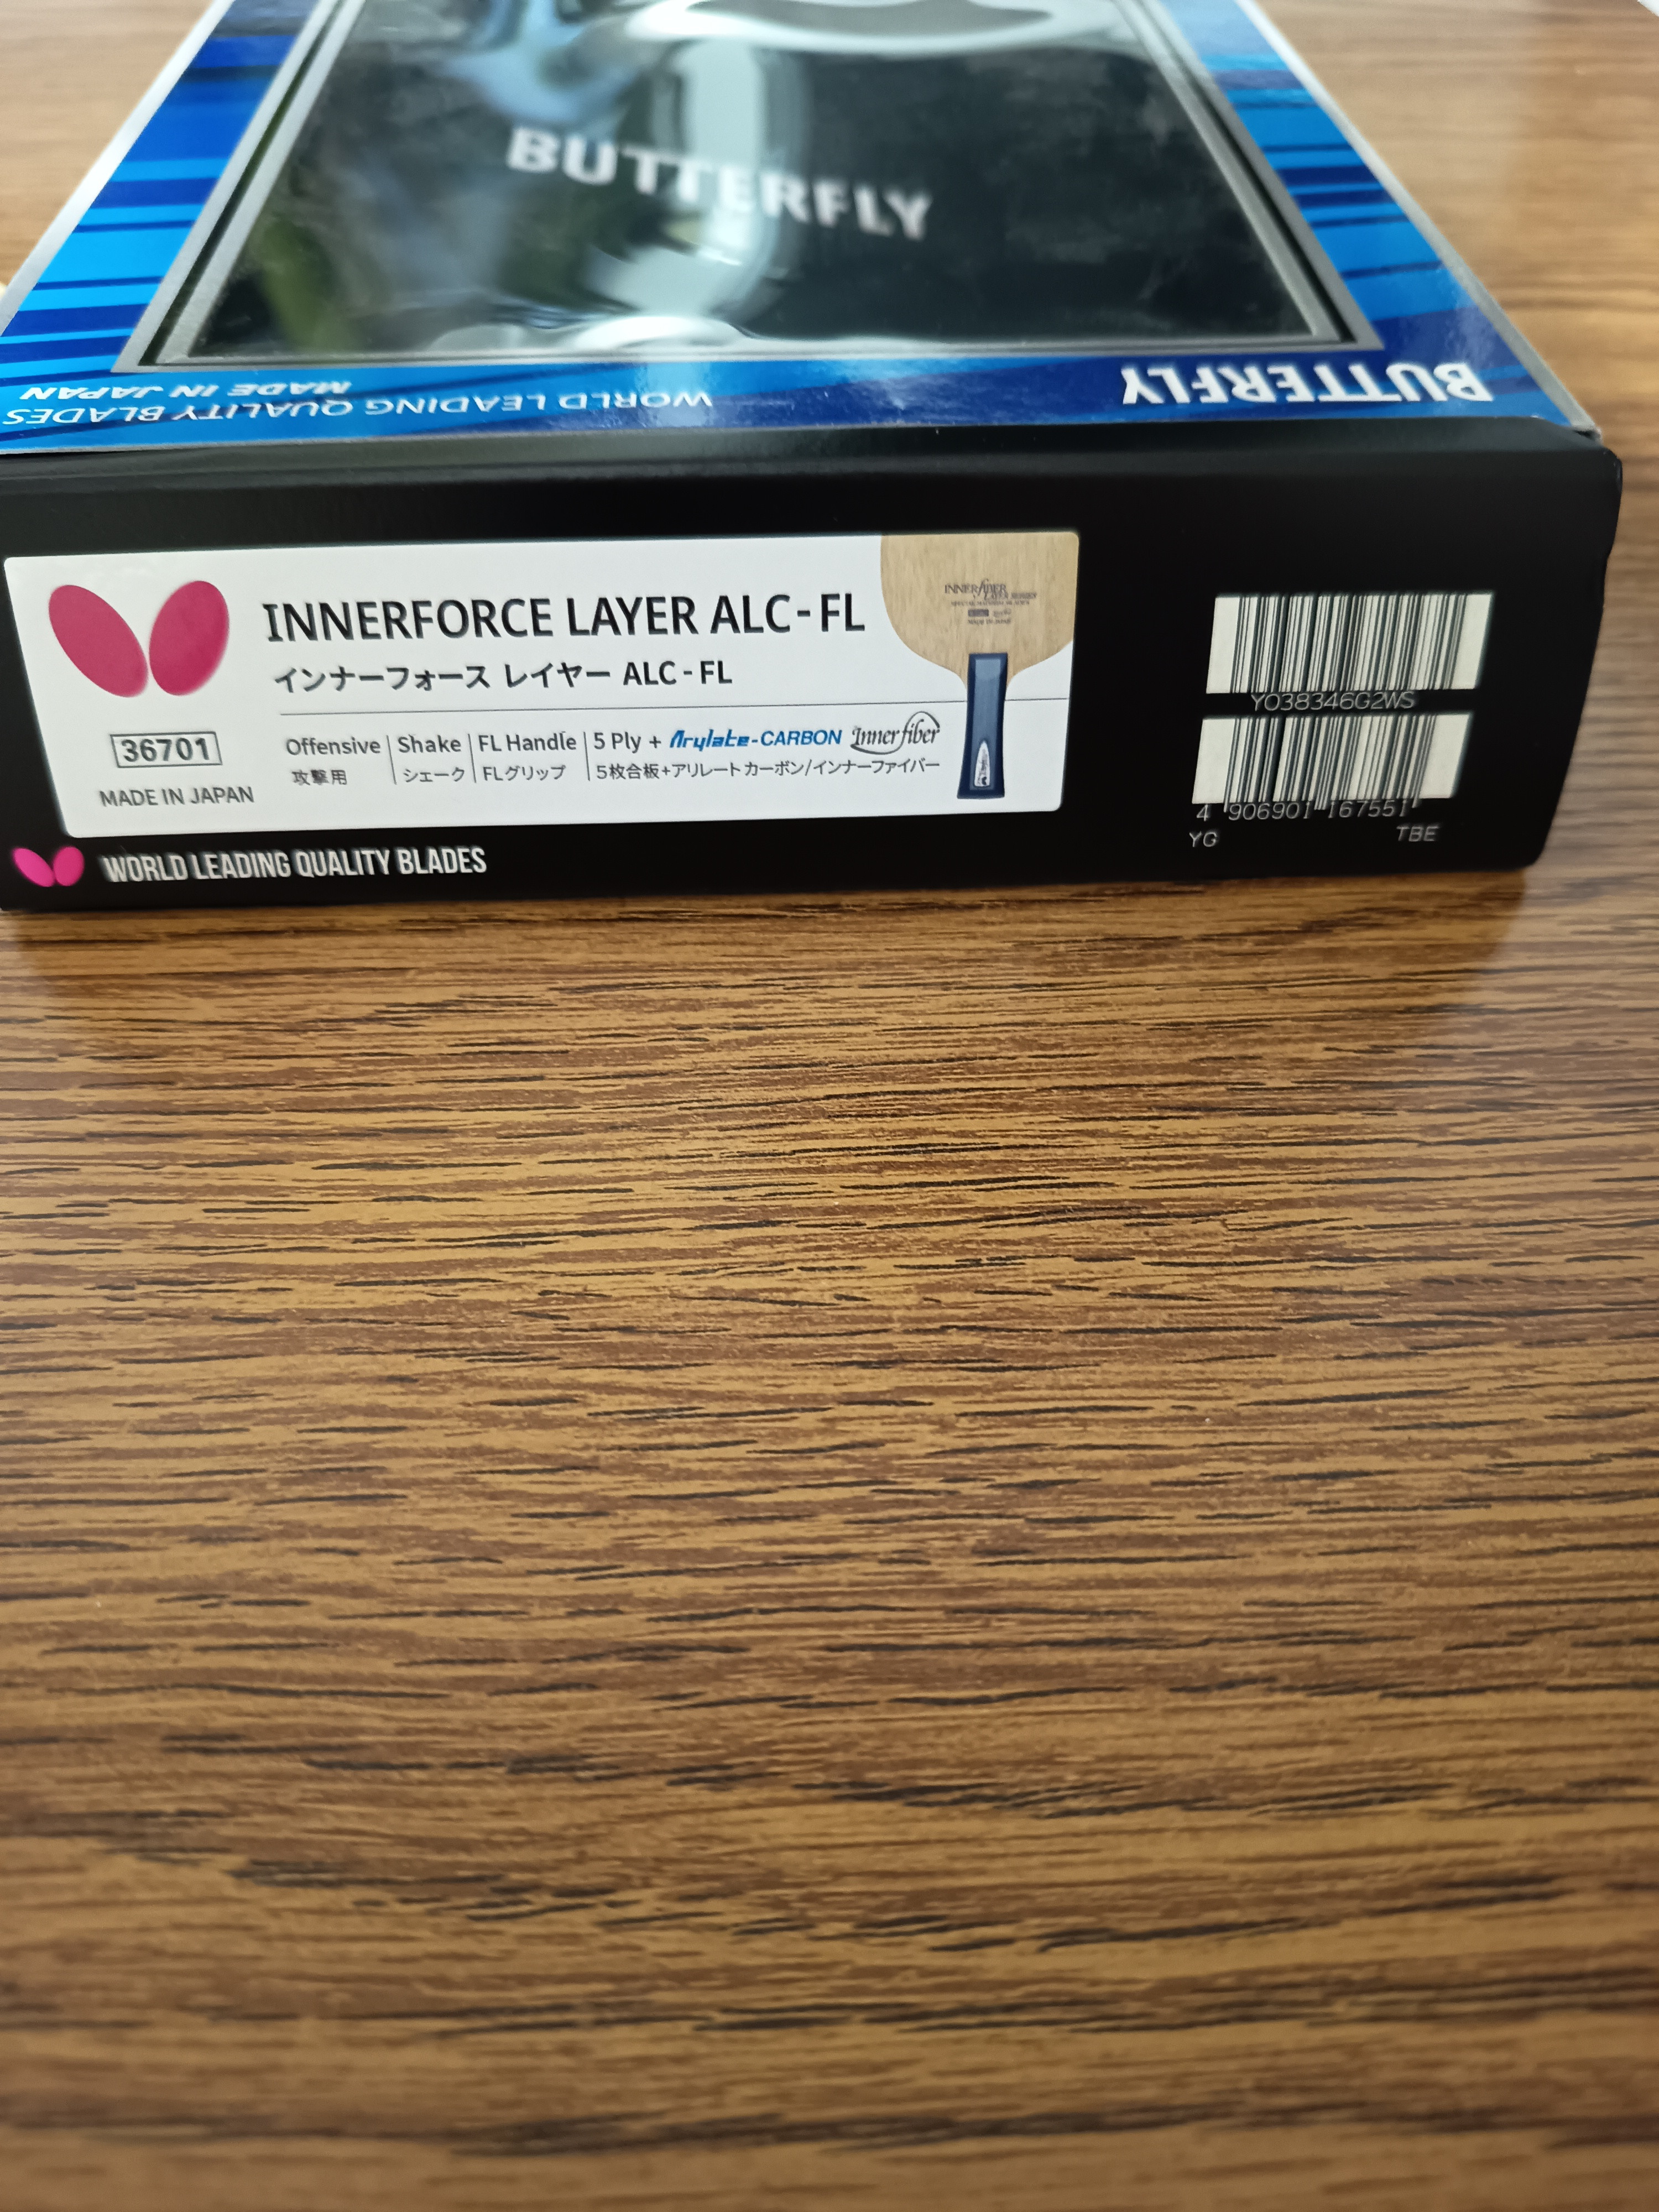 BUTTERFLY
BUTTERFLY
WORLD LEADING QUALITY BLADES
MADE IN JAPAN
INNERFORCE LAYER ALC-FL
インナーフォース レイヤー ALC-FL
36701
MADE IN JAPAN
Offensive Shake FL Handle 5 Ply + Arylate-CARBON Innerfiber
攻撃用 シェーク FLグリップ 5枚合板+アリレートカーボン/インナーファイバー
WORLD LEADING QUALITY BLADES
INNERfiBER
Y038346G2WS
4 906901 167551
YG TBE